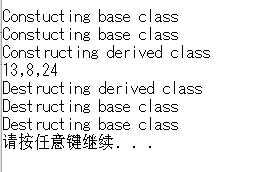 Constucting base class
Constucting base class
Constructing derived class
13,8,24
Destructing derived class
Destructing base class
Destructing base class
请按任意键继续. . .